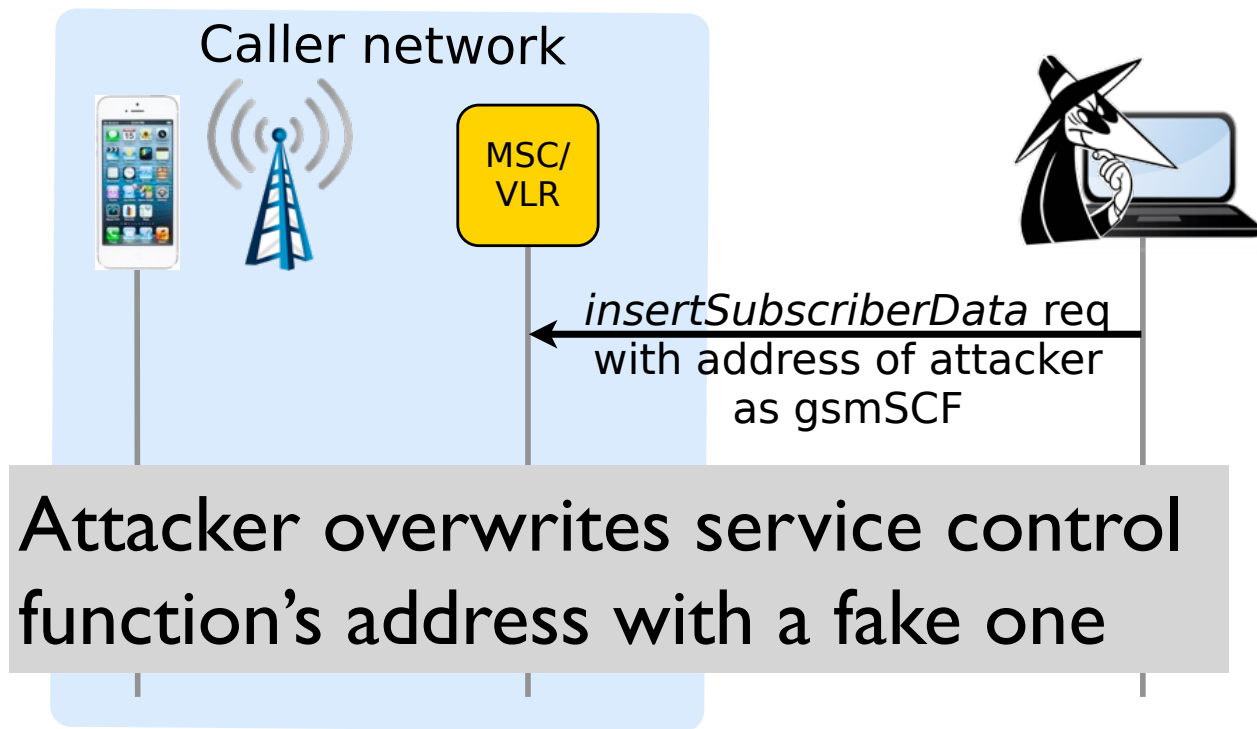 Caller network
MSC/
VLR
insertSubscriberData req
with address of attacker
as gsmSCF
Attacker overwrites service control
function’s address with a fake one